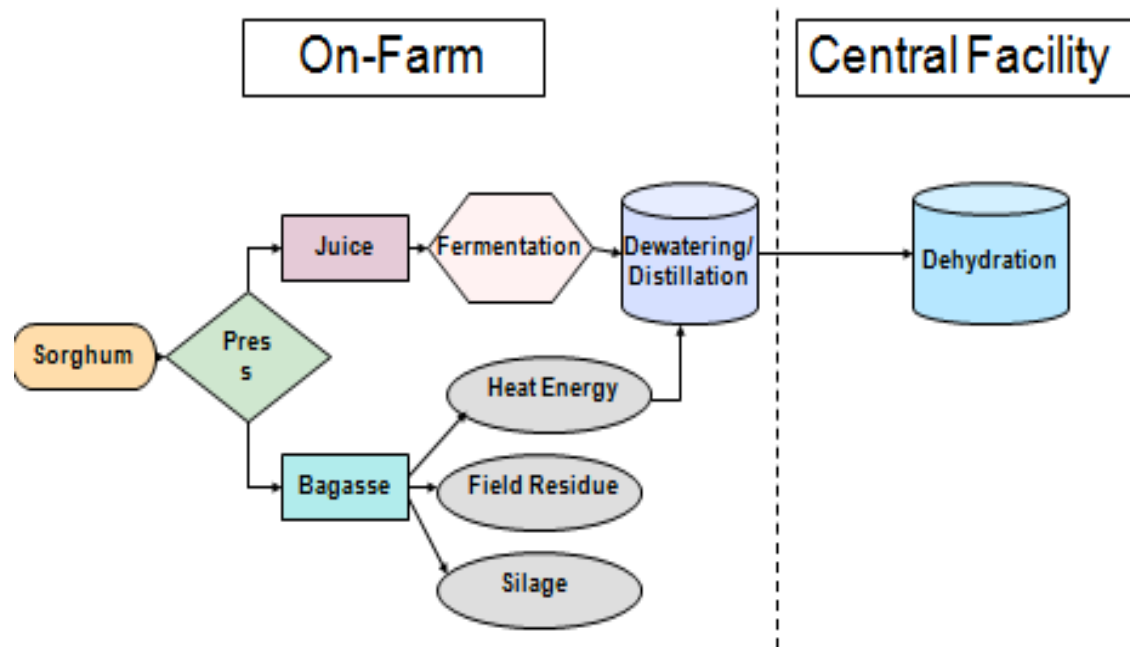 On-Farm
Central Facility
Juice
Fermentation
Dewatering/
Distillation
Dehydration
Sorghum
Pres
s
Heat Energy
Bagasse
Field Residue
Silage